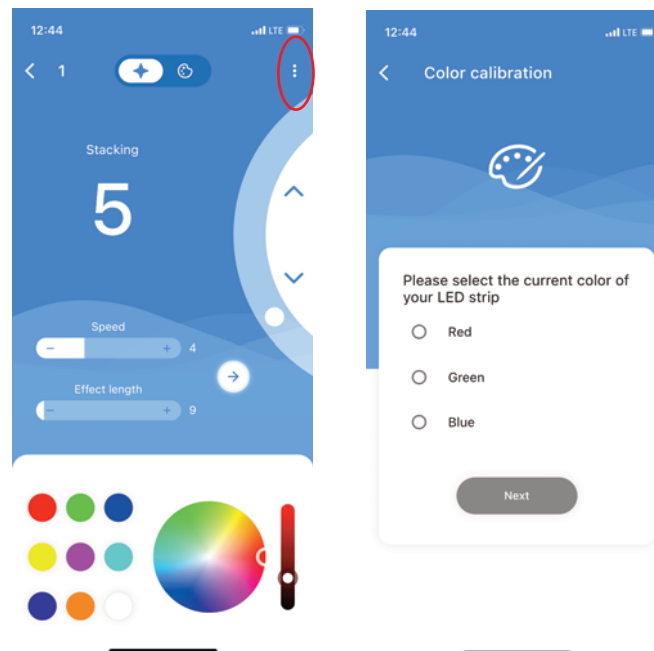 12:44
LTE
1
Stacking
5
Speed
- + 4
Effect length
- + 9
12:44
LTE
Color calibration
Please select the current color of
your LED strip
Red
Green
Blue
Next